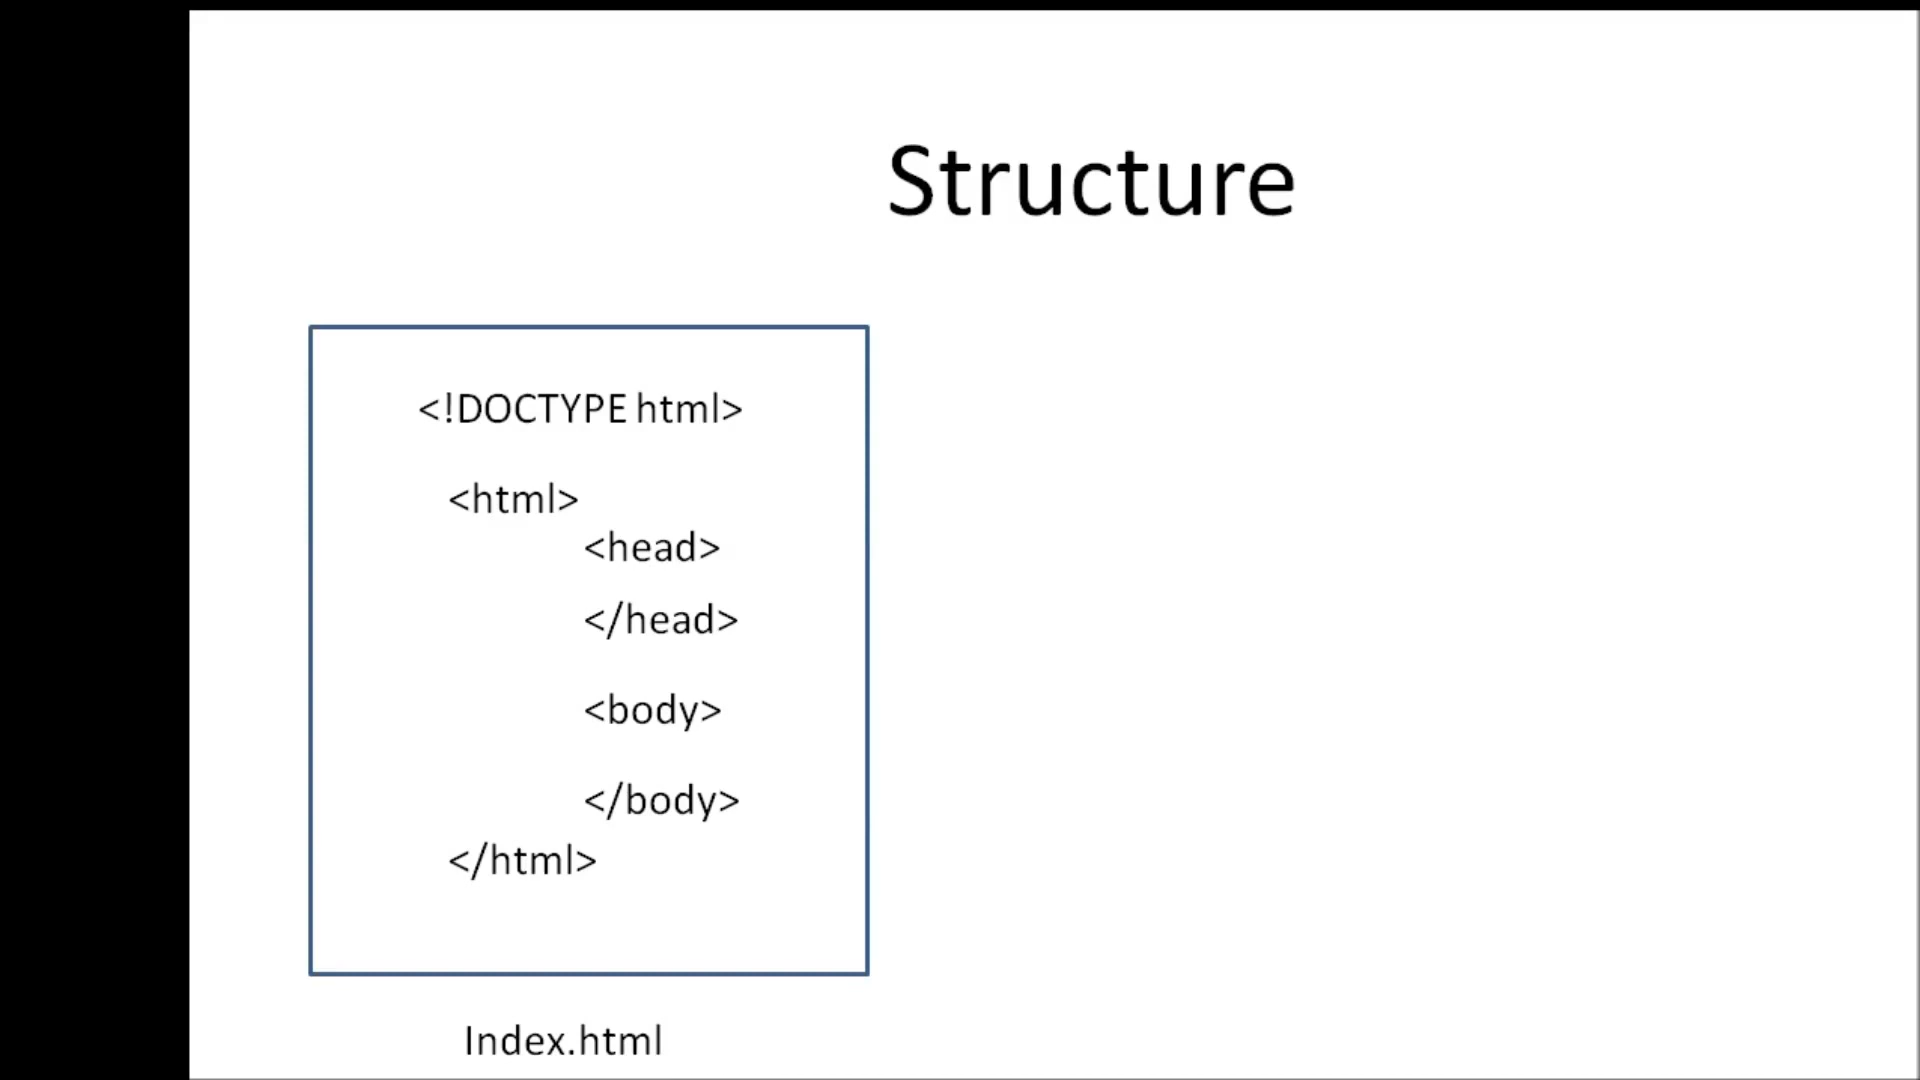 Structure
<!DOCTYPE html>
<html>
<head>
</head>
<body>
</body>
</html>
Index.html